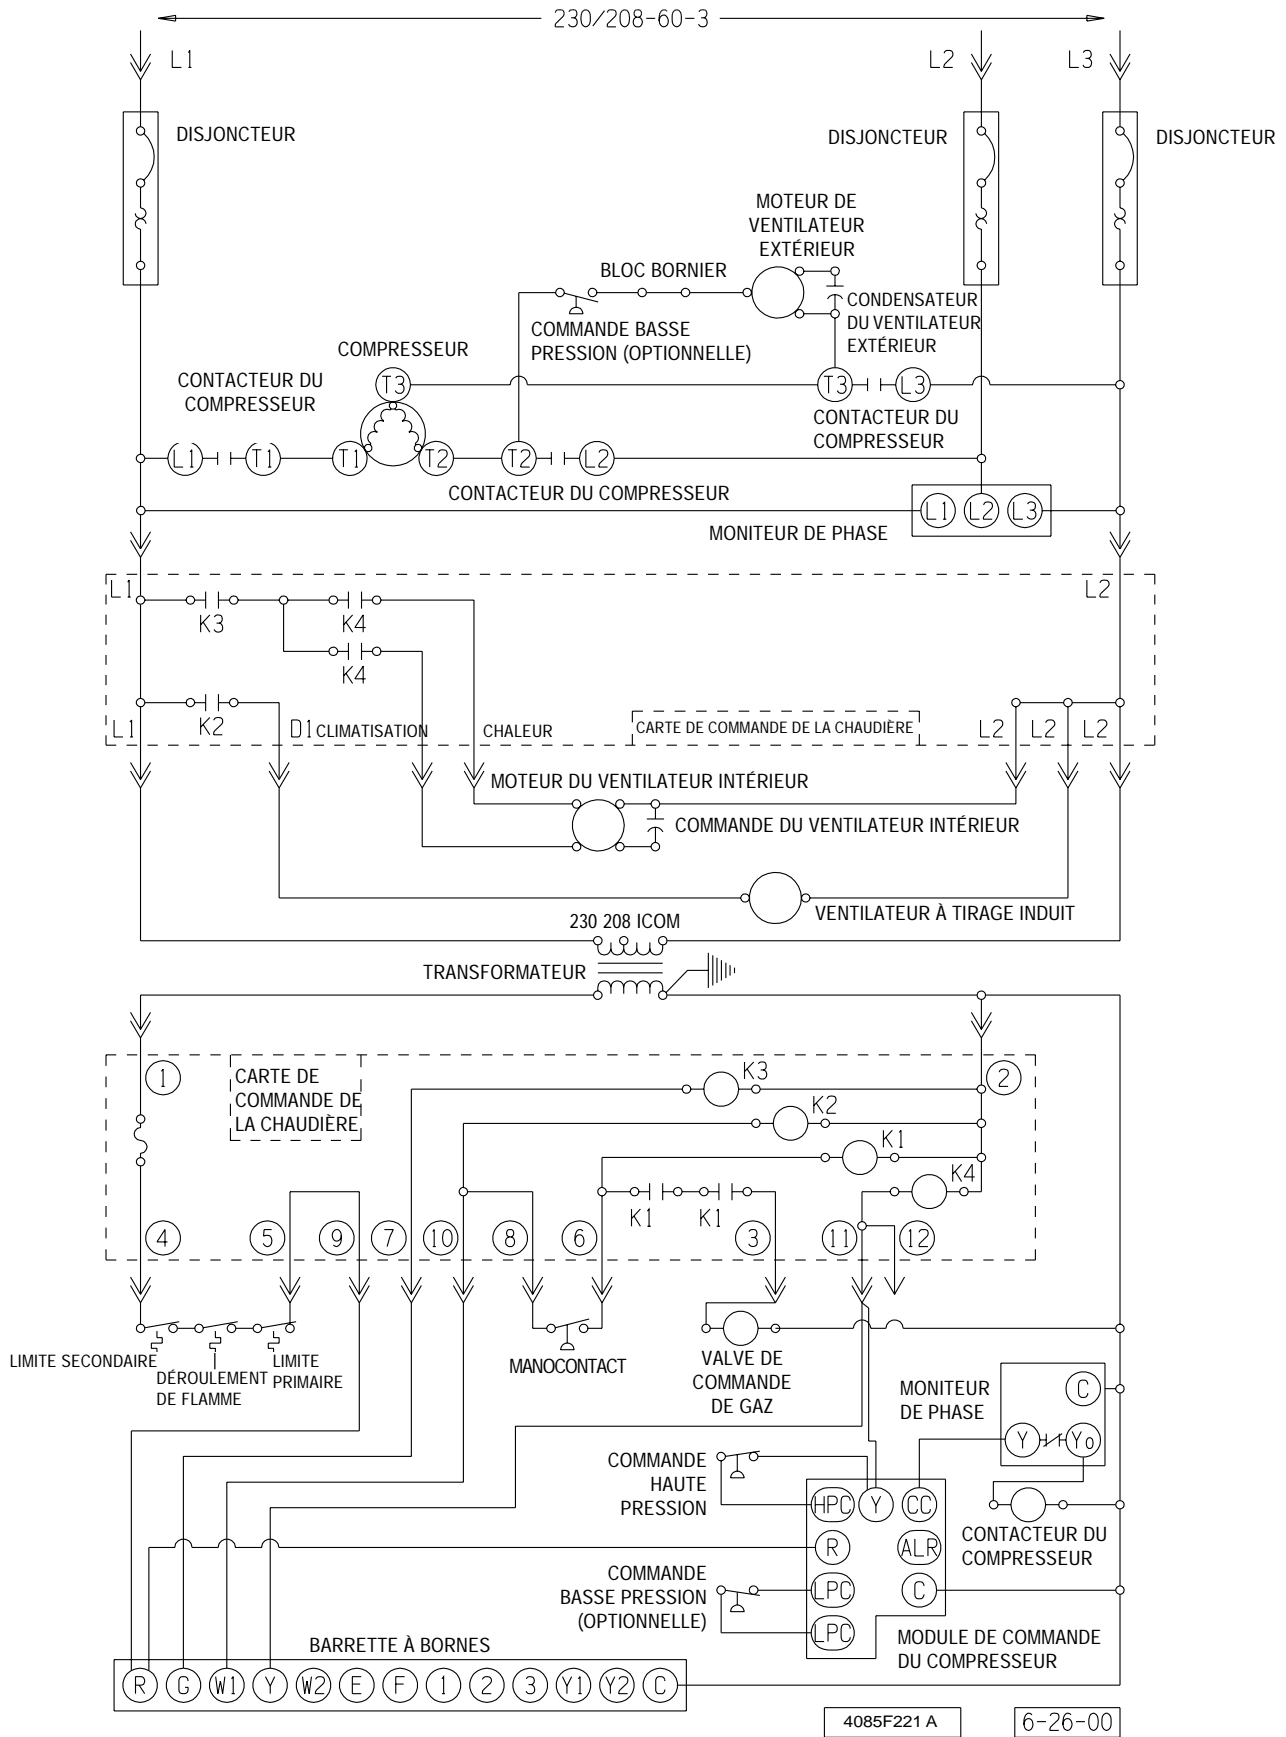 230/208-60-3
L1
L2
L3
DISJONCTEUR
DISJONCTEUR
DISJONCTEUR
MOTEUR DE
VENTILATEUR
EXTÉRIEUR
BLOC BORNIER
CONDENSATEUR
DU VENTILATEUR
EXTÉRIEUR
COMMANDE BASSE
PRESSION (OPTIONNELLE)
COMPRESSEUR
CONTACTEUR DU
COMPRESSEUR
T3
T3
L3
CONTACTEUR DU
COMPRESSEUR
L1
T1
T1
T2
T2
L2
CONTACTEUR DU COMPRESSEUR
L1
L2
L3
MONITEUR DE PHASE
L1
L2
K3
K4
K4
K2
L1
D1
CLIMATISATION
CHALEUR
CARTE DE COMMANDE DE LA CHAUDIÈRE
L2
L2
L2
MOTEUR DU VENTILATEUR INTÉRIEUR
COMMANDE DU VENTILATEUR INTÉRIEUR
VENTILATEUR À TIRAGE INDUIT
230 208 ICOM
TRANSFORMATEUR
1
CARTE DE
COMMANDE DE
LA CHAUDIÈRE
K3
2
K2
K1
K4
K1
K1
4
5
9
7
10
8
6
3
11
12
LIMITE SECONDAIRE
DÉROULEMENT
DE FLAMME
LIMITE
PRIMAIRE
MANOCONTACT
VALVE DE
COMMANDE
DE GAZ
MONITEUR
DE PHASE
C
Y
Yo
COMMANDE
HAUTE
PRESSION
HPC
Y
CC
CONTACTEUR DU
COMPRESSEUR
R
ALR
COMMANDE
BASSE PRESSION
(OPTIONNELLE)
LPC
C
LPC
MODULE DE COMMANDE
DU COMPRESSEUR
BARRETTE À BORNES
R G W1 Y W2 E F 1 2 3 Y1 Y2 C
4085F221 A
6-26-00